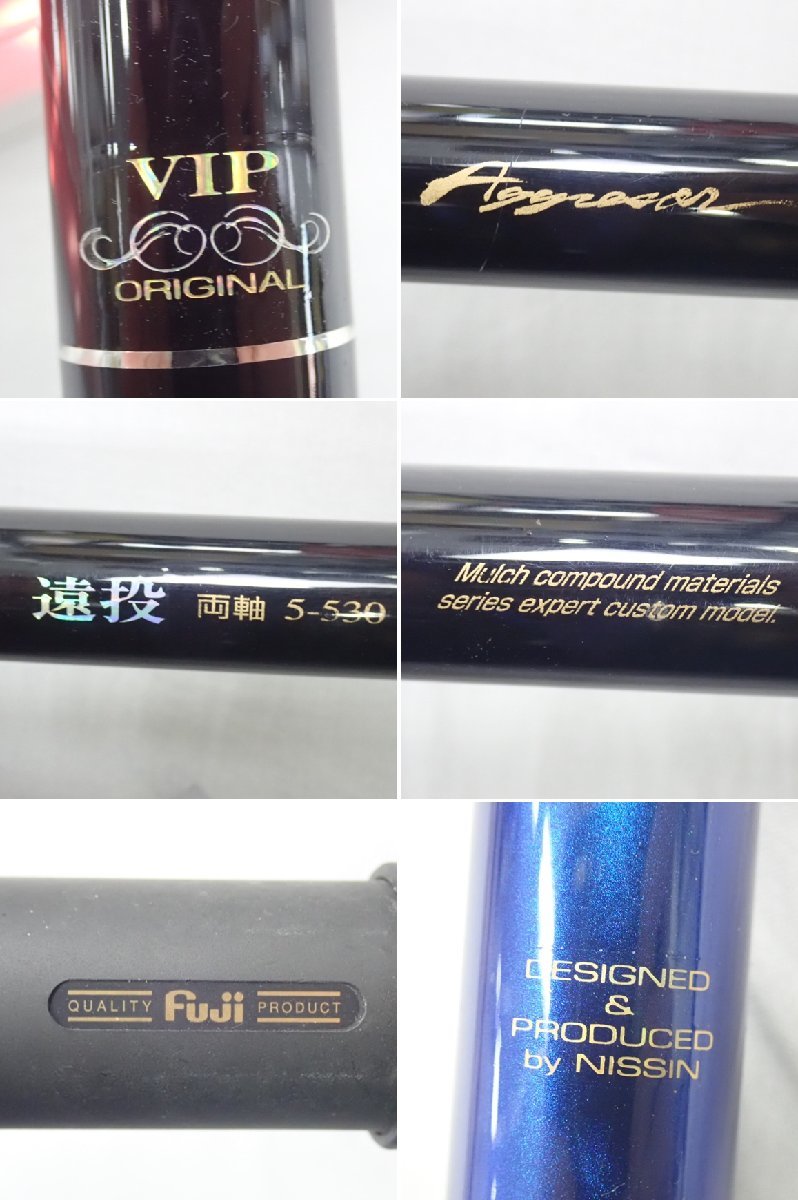 VIP
ORIGINAL
Aggresor
遠投 両軸 5-530
Mulch compound materials
series expert custom model.
QUALITY Fuji PRODUCT
DESIGNED
&
PRODUCED
by NISSIN